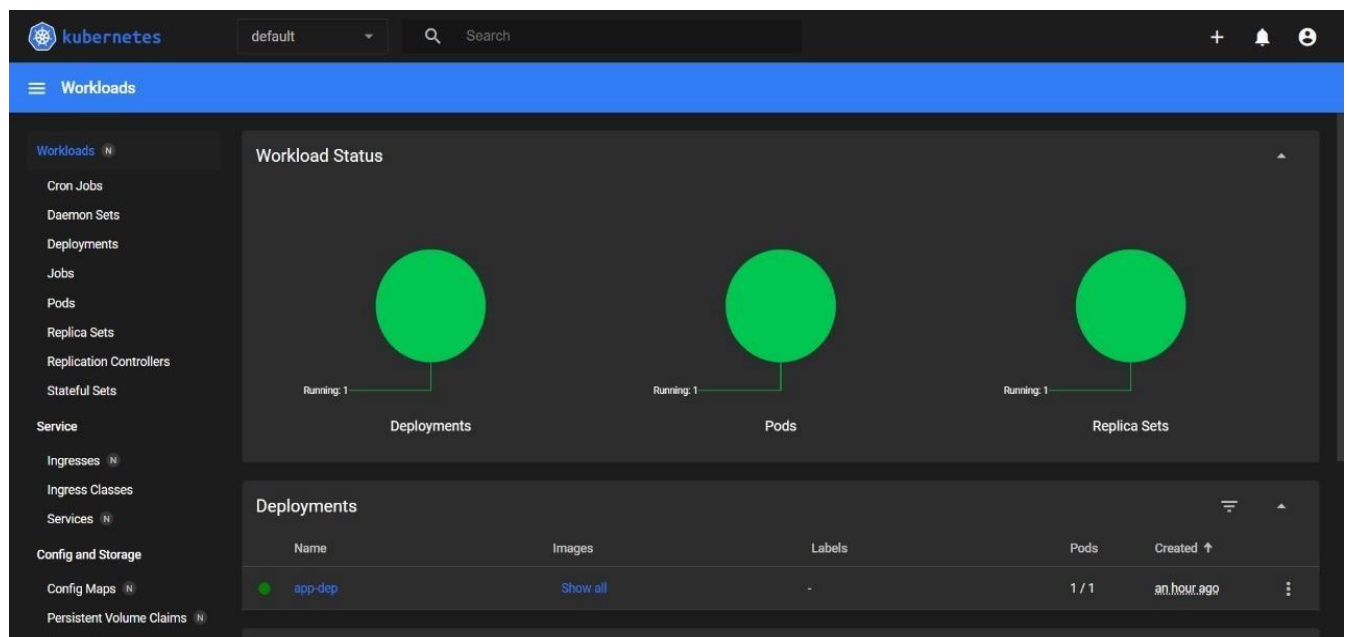 kubernetes default Search
Workloads
Workloads N
Cron Jobs
Daemon Sets
Deployments
Jobs
Pods
Replica Sets
Replication Controllers
Stateful Sets
Service
Ingresses N
Ingress Classes
Services N
Config and Storage
Config Maps N
Persistent Volume Claims N
Workload Status
Running: 1 Running: 1 Running: 1
Deployments Pods Replica Sets
Deployments
Name Images Labels Pods Created
app-dep Show all - 1 / 1 an hour ago